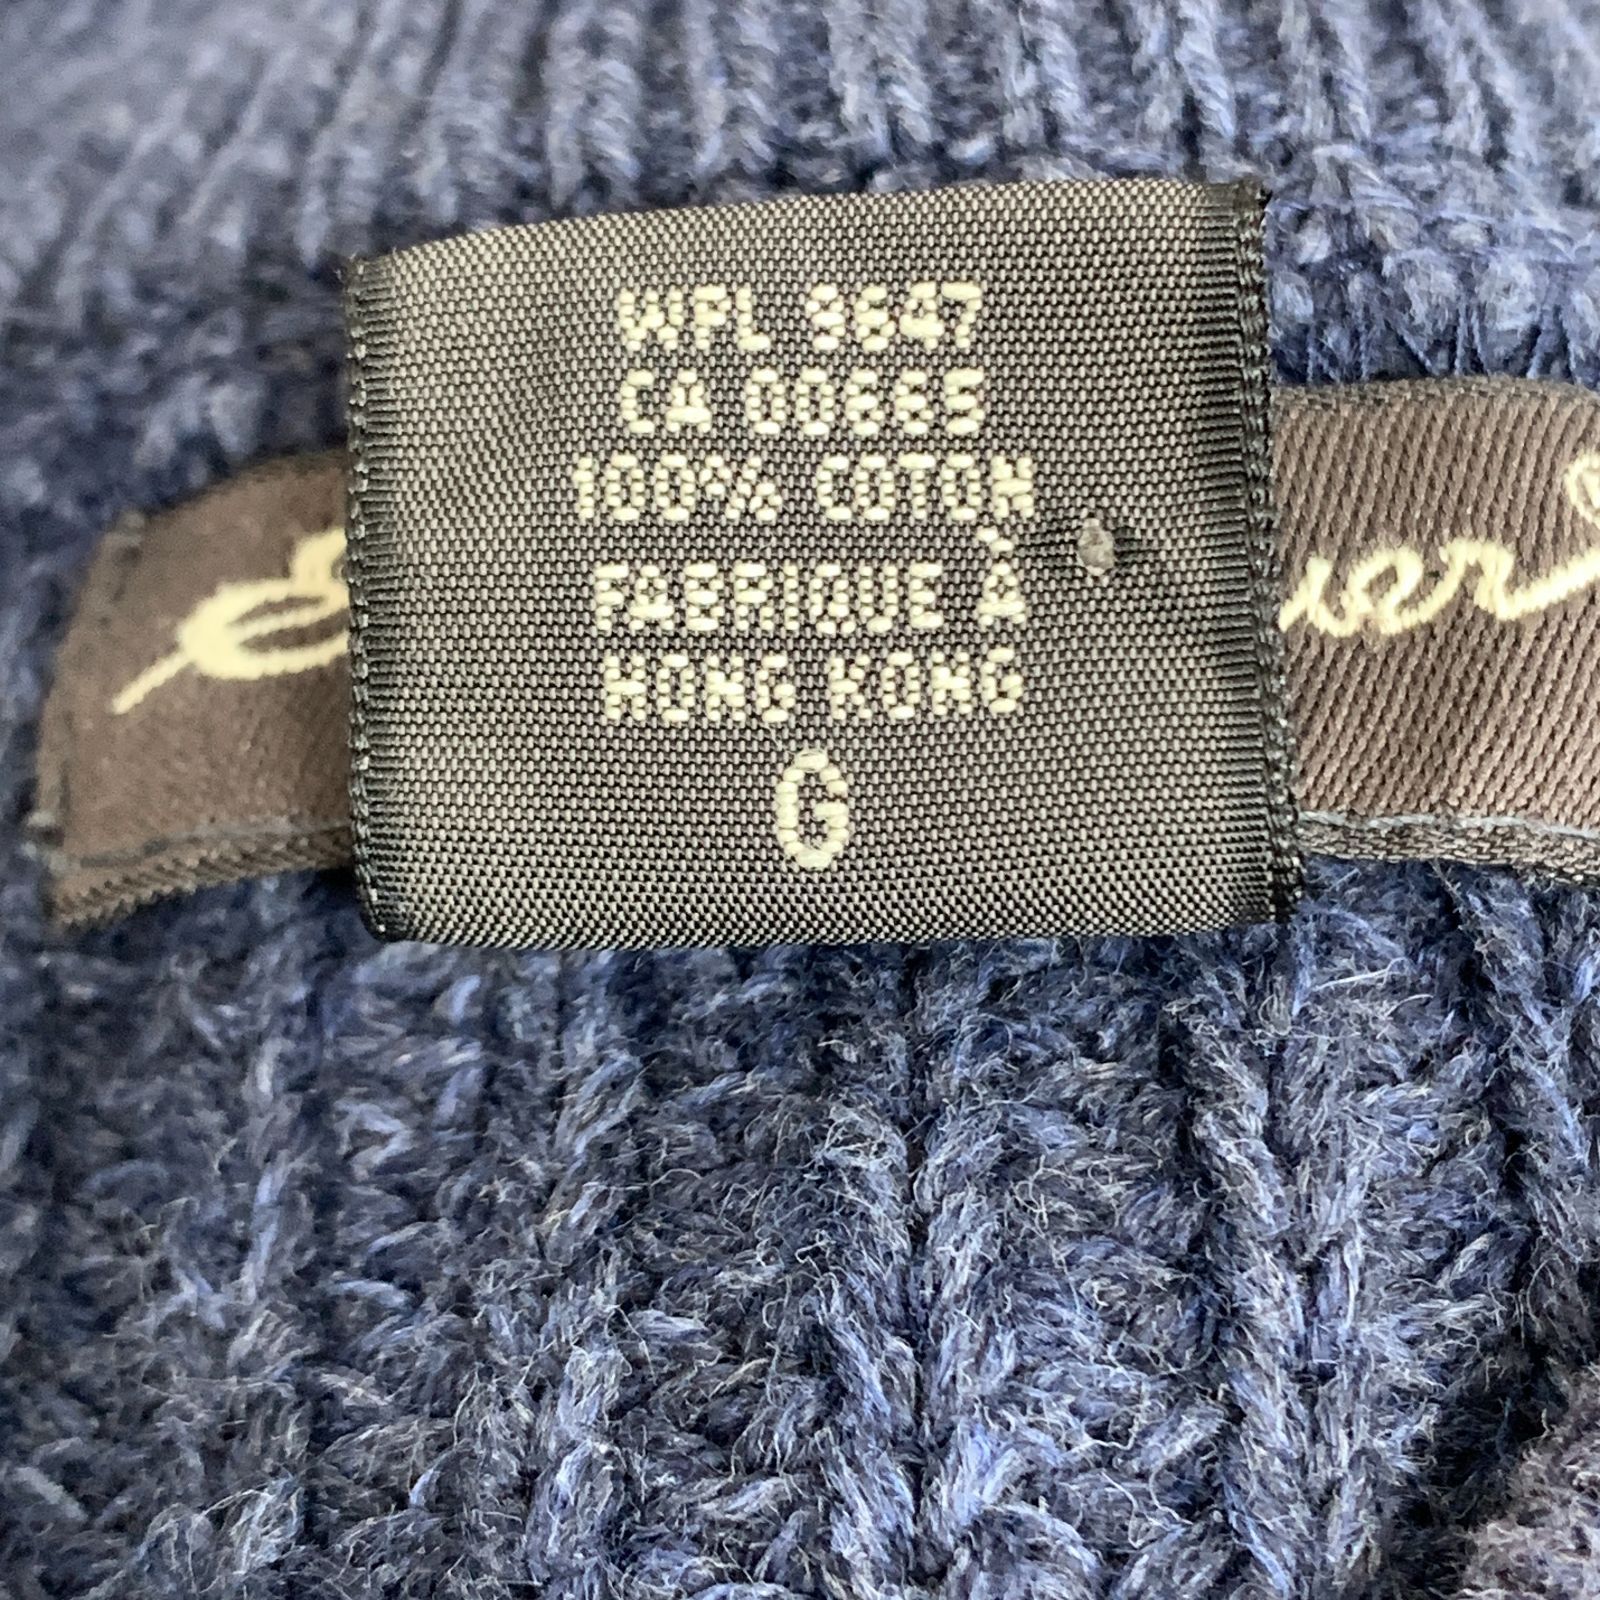 WPL 9647
CA 00665
100% COTON
FABRIQUÉ À
HONG KONG
G